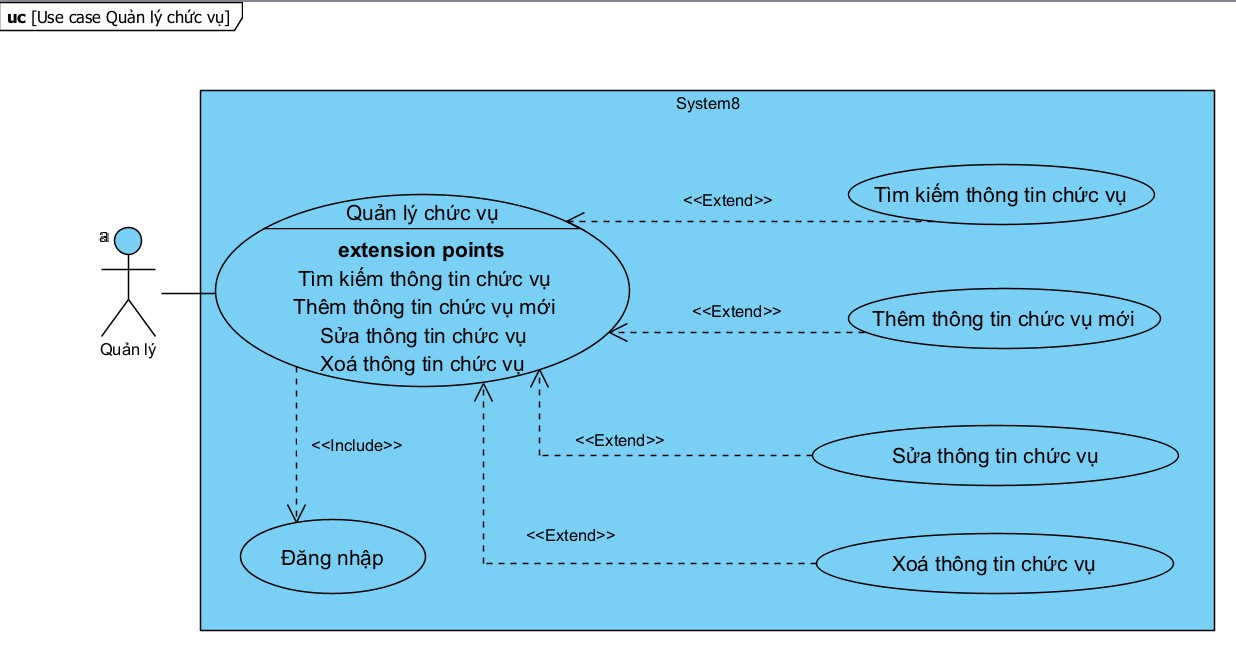 uc [Use case Quản lý chức vụ]
System8
Quản lý chức vụ
extension points
Tìm kiếm thông tin chức vụ
Thêm thông tin chức vụ mới
Sửa thông tin chức vụ
Xoá thông tin chức vụ
<<Extend>>
Tìm kiếm thông tin chức vụ
<<Extend>>
Thêm thông tin chức vụ mới
Quản lý
<<Extend>>
Sửa thông tin chức vụ
<<Include>>
<<Extend>>
Xoá thông tin chức vụ
Đăng nhập